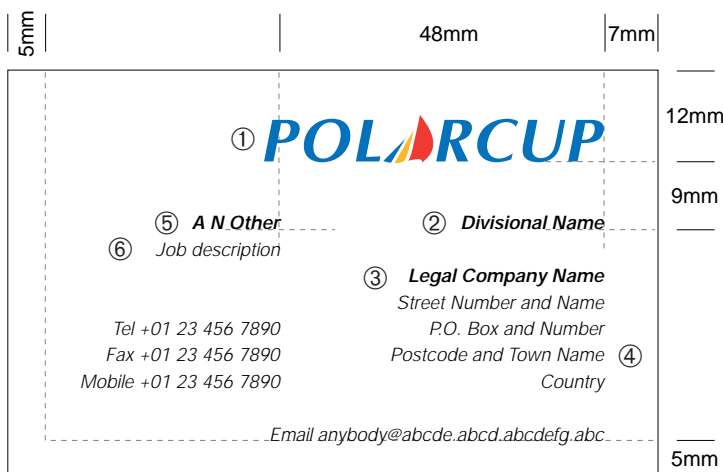 5mm
48mm
7mm
12mm
① POLARCUP
9mm
⑤ A N Other
② Divisional Name
⑥ Job description
③ Legal Company Name
Street Number and Name
Tel +01 23 456 7890
P.O. Box and Number
Fax +01 23 456 7890
Postcode and Town Name ④
Mobile +01 23 456 7890
Country
Email anybody@abcde.abcd.abcdefg.abc
5mm